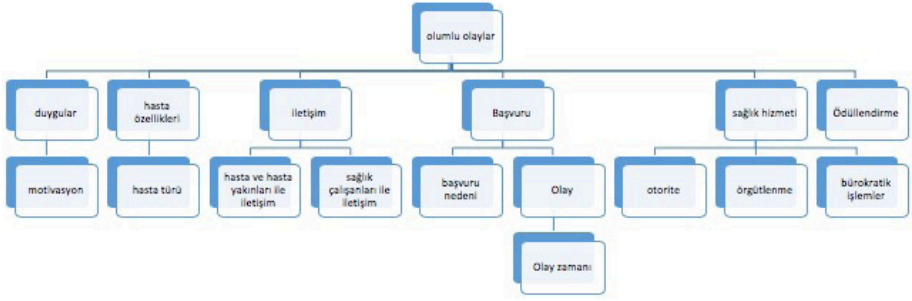 olumlu olaylar
duygular
hasta
özellikleri
iletişim
Başvuru
sağlık hizmeti
Ödüllendirme
motivasyon
hasta türü
hasta ve hasta
yakınları ile
iletişim
sağlık
çalışanları ile
iletişim
başvuru
nedeni
Olay
otorite
örgütlenme
bürokratik
işlemler
Olay zamanı